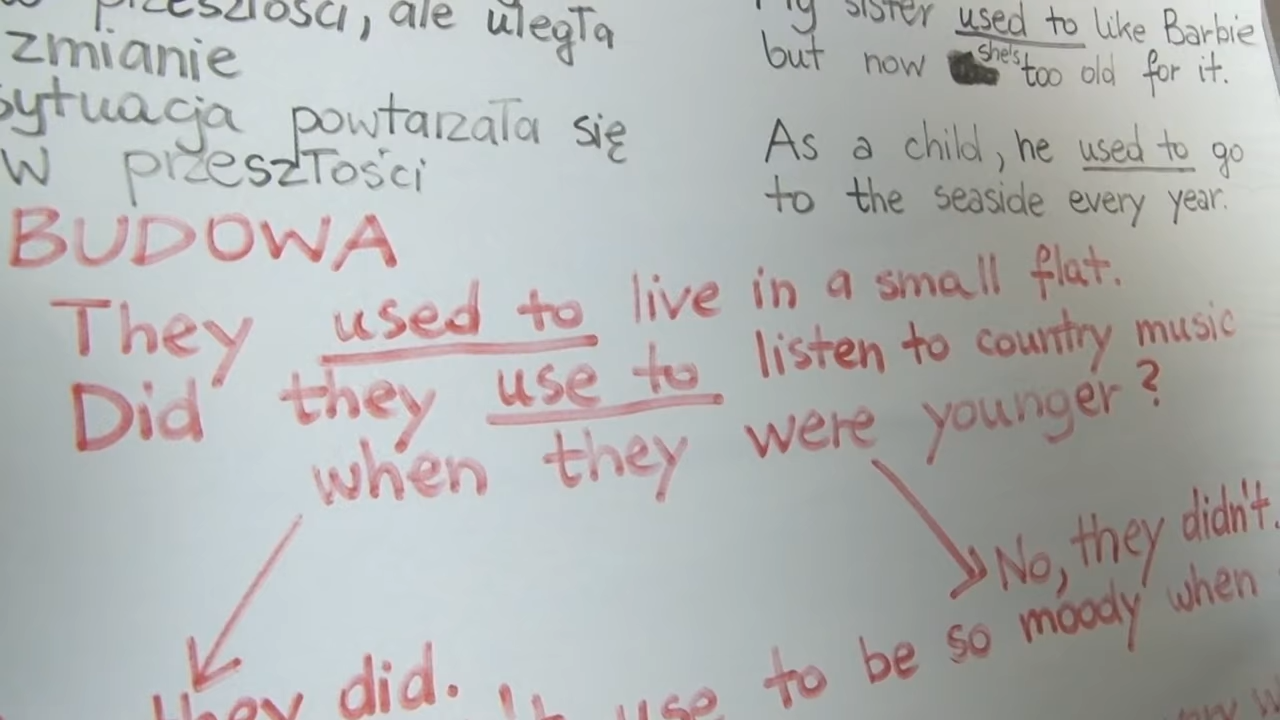 przeszłości, ale uległa
zmianie
sytuacja powtarzała się
w przeszłości
My sister used to like Barbie
but now she's too old for it.
As a child, he used to go
to the seaside every year.
BUDOWA
They used to live in a small flat.
Did they use to listen to country music
when they were younger?
No, they didn't.
they did.
use to be so moody when